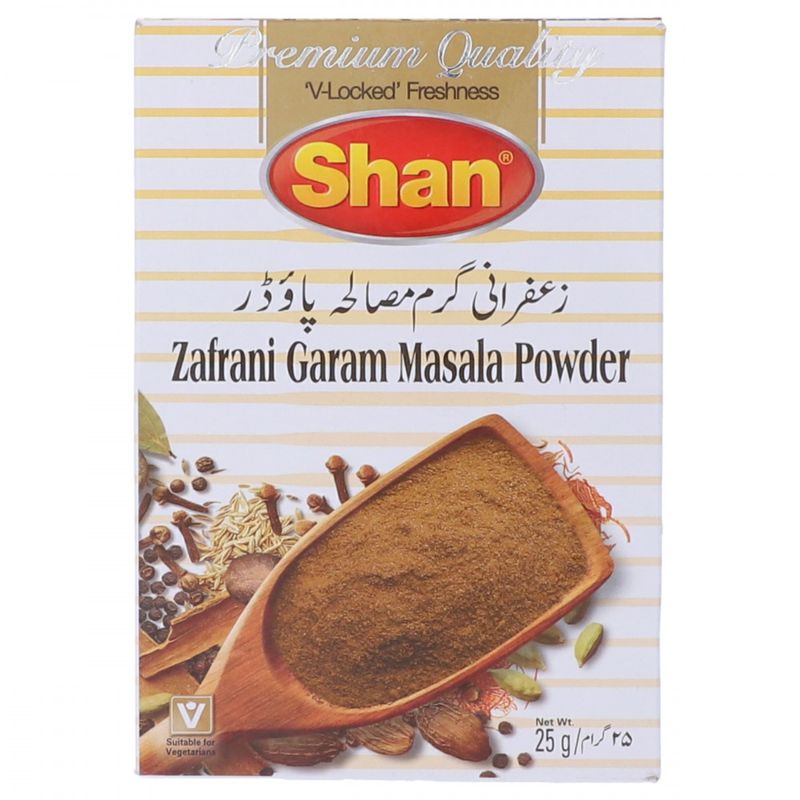 Premium Quality
'V-Locked' Freshness
Shan®
زعفرانی گرم مصالحہ پاؤڈر
Zafrani Garam Masala Powder
V
Suitable for
Vegetarians
Net Wt.
25 g/۲۵ گرام